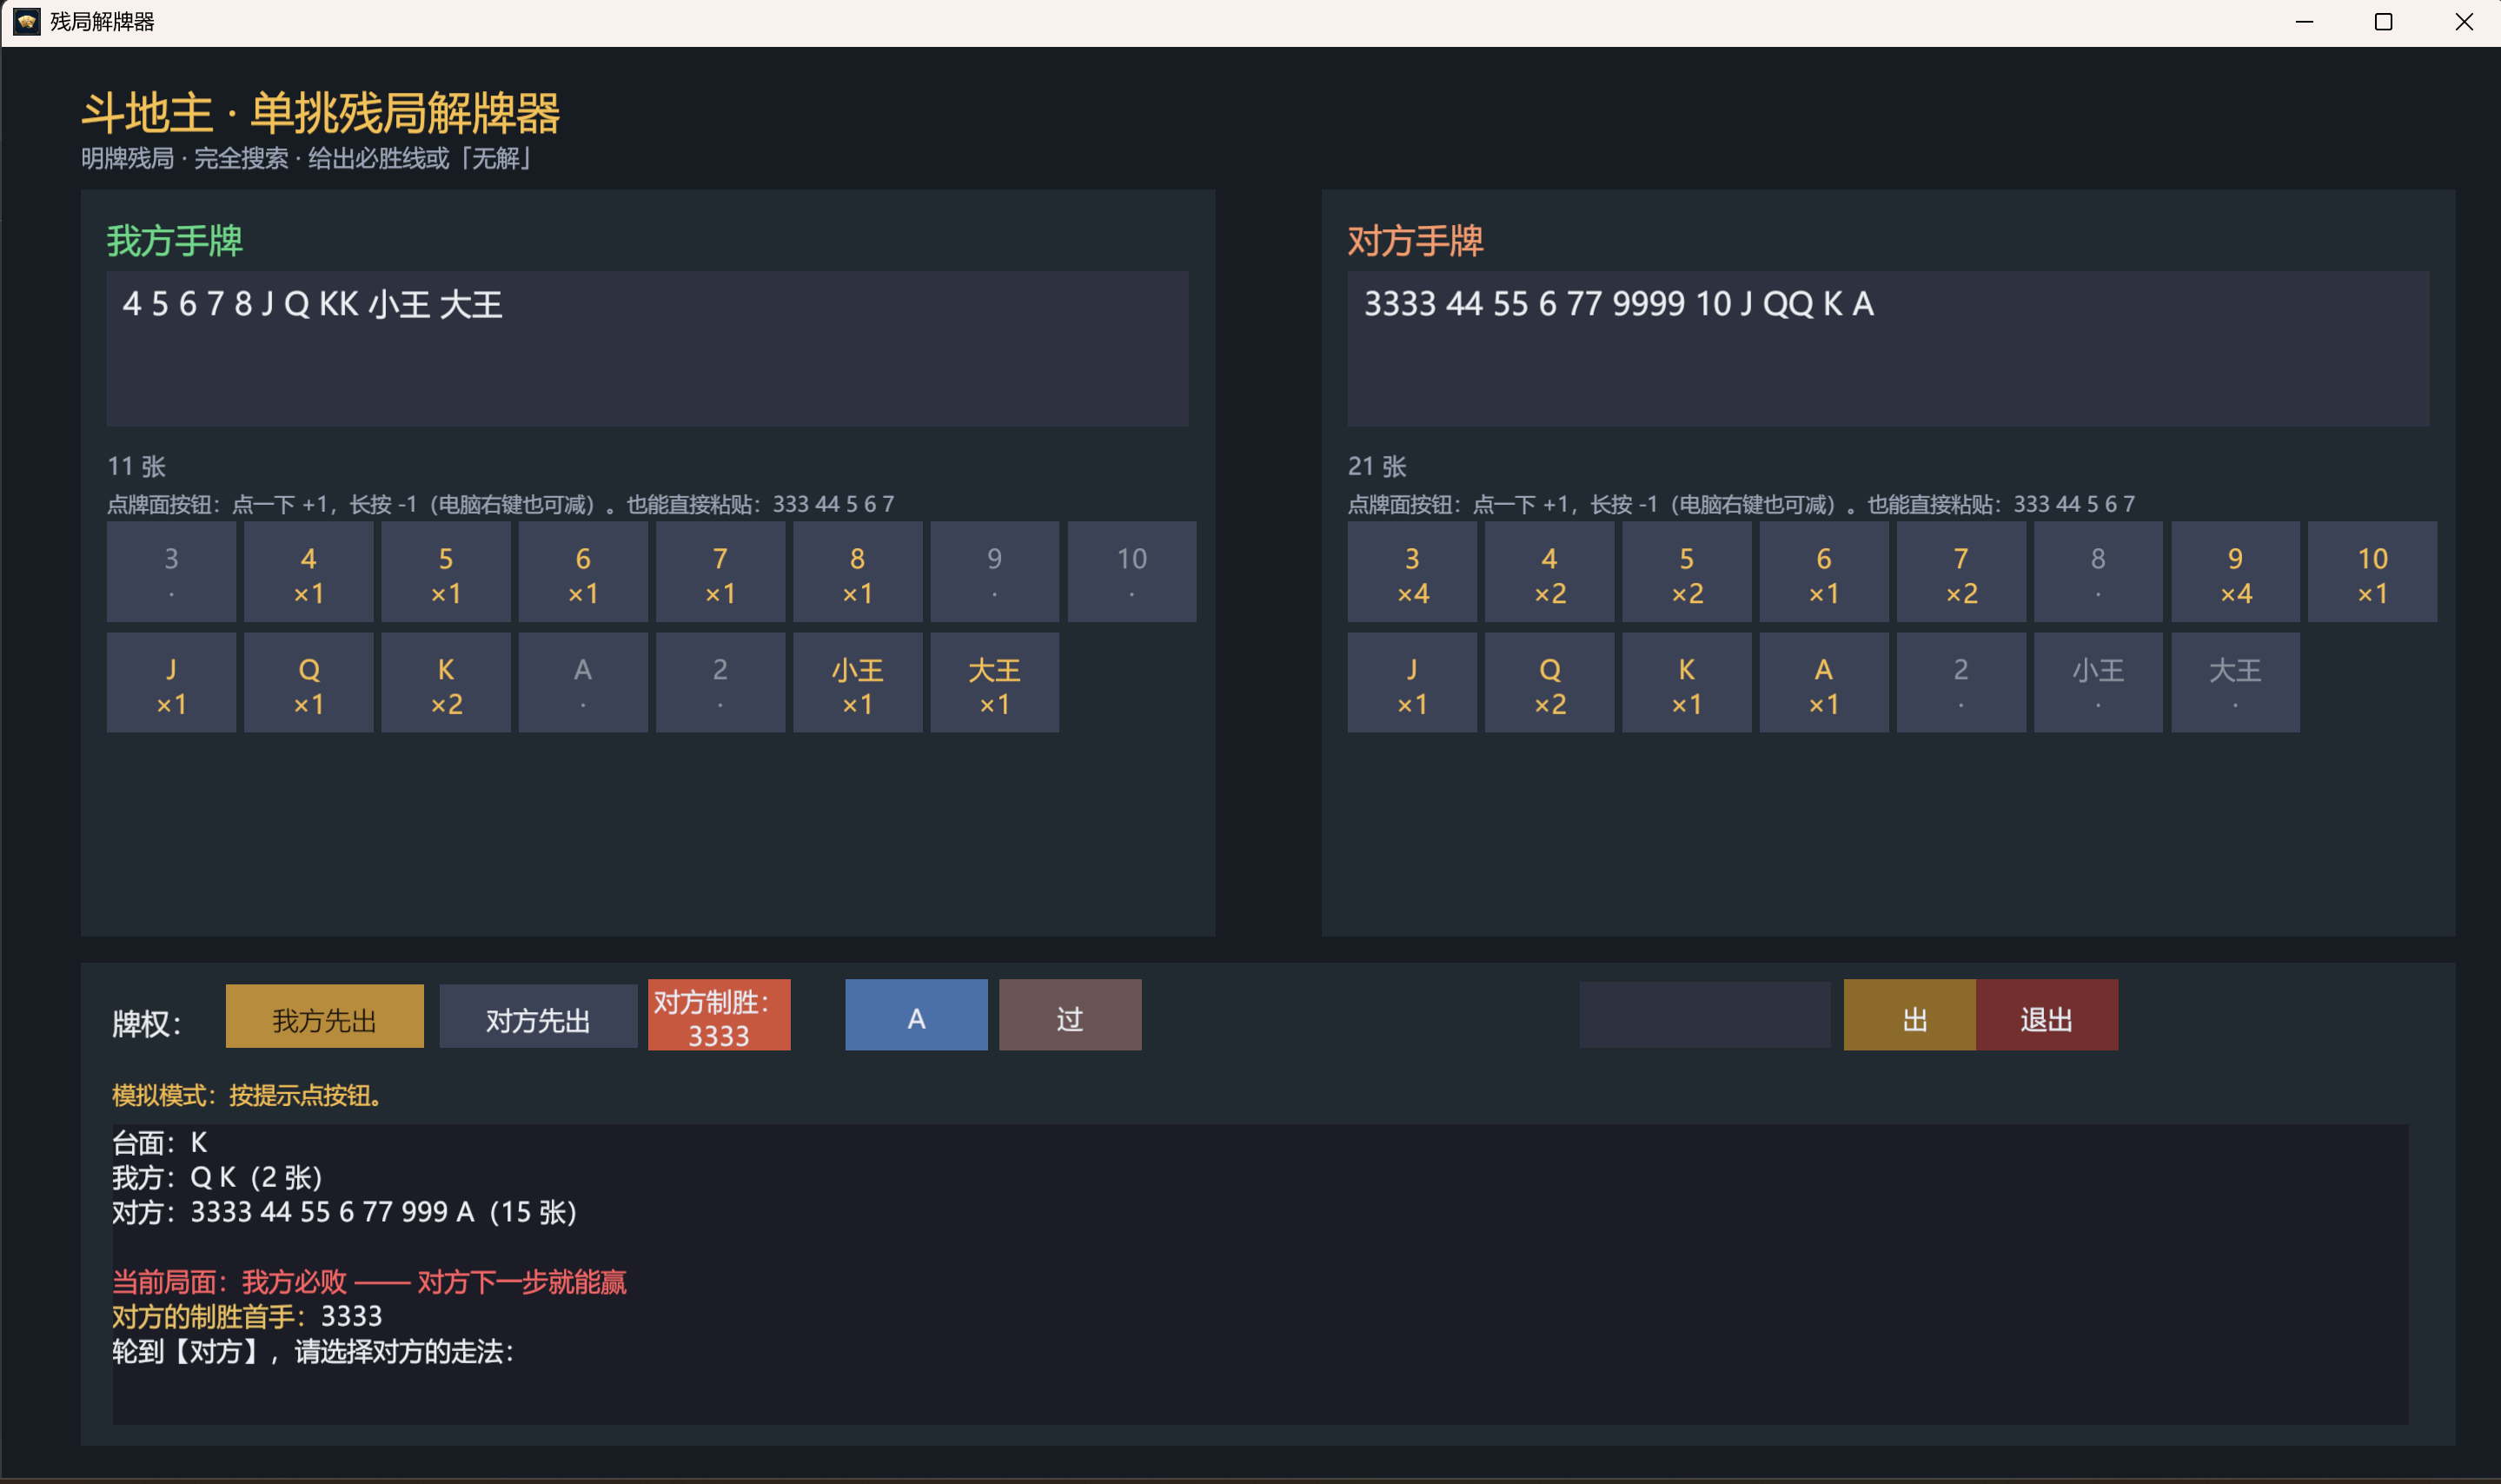 残局解牌器
斗地主 · 单挑残局解牌器
明牌残局 · 完全搜索 · 给出必胜线或「无解」
我方手牌
4 5 6 7 8 J Q KK 小王 大王
11 张
点牌面按钮：点一下 +1，长按 -1（电脑右键也可减）。也能直接粘贴：333 44 5 6 7
3 4 5 6 7 8 9 10
· ×1 ×1 ×1 ×1 ×1 · ·
J Q K A 2 小王 大王
×1 ×1 ×2 · · ×1 ×1
对方手牌
3333 44 55 6 77 9999 10 J QQ K A
21 张
点牌面按钮：点一下 +1，长按 -1（电脑右键也可减）。也能直接粘贴：333 44 5 6 7
3 4 5 6 7 8 9 10
×4 ×2 ×2 ×1 ×2 · ×4 ×1
J Q K A 2 小王 大王
×1 ×2 ×1 ×1 · · ·
牌权： 我方先出 对方先出 对方制胜： A 过 出 退出
3333
模拟模式：按提示点按钮。
台面：K
我方：Q K（2 张）
对方：3333 44 55 6 77 999 A（15 张）
当前局面：我方必败 —— 对方下一步就能赢
对方的制胜首手：3333
轮到【对方】，请选择对方的走法：